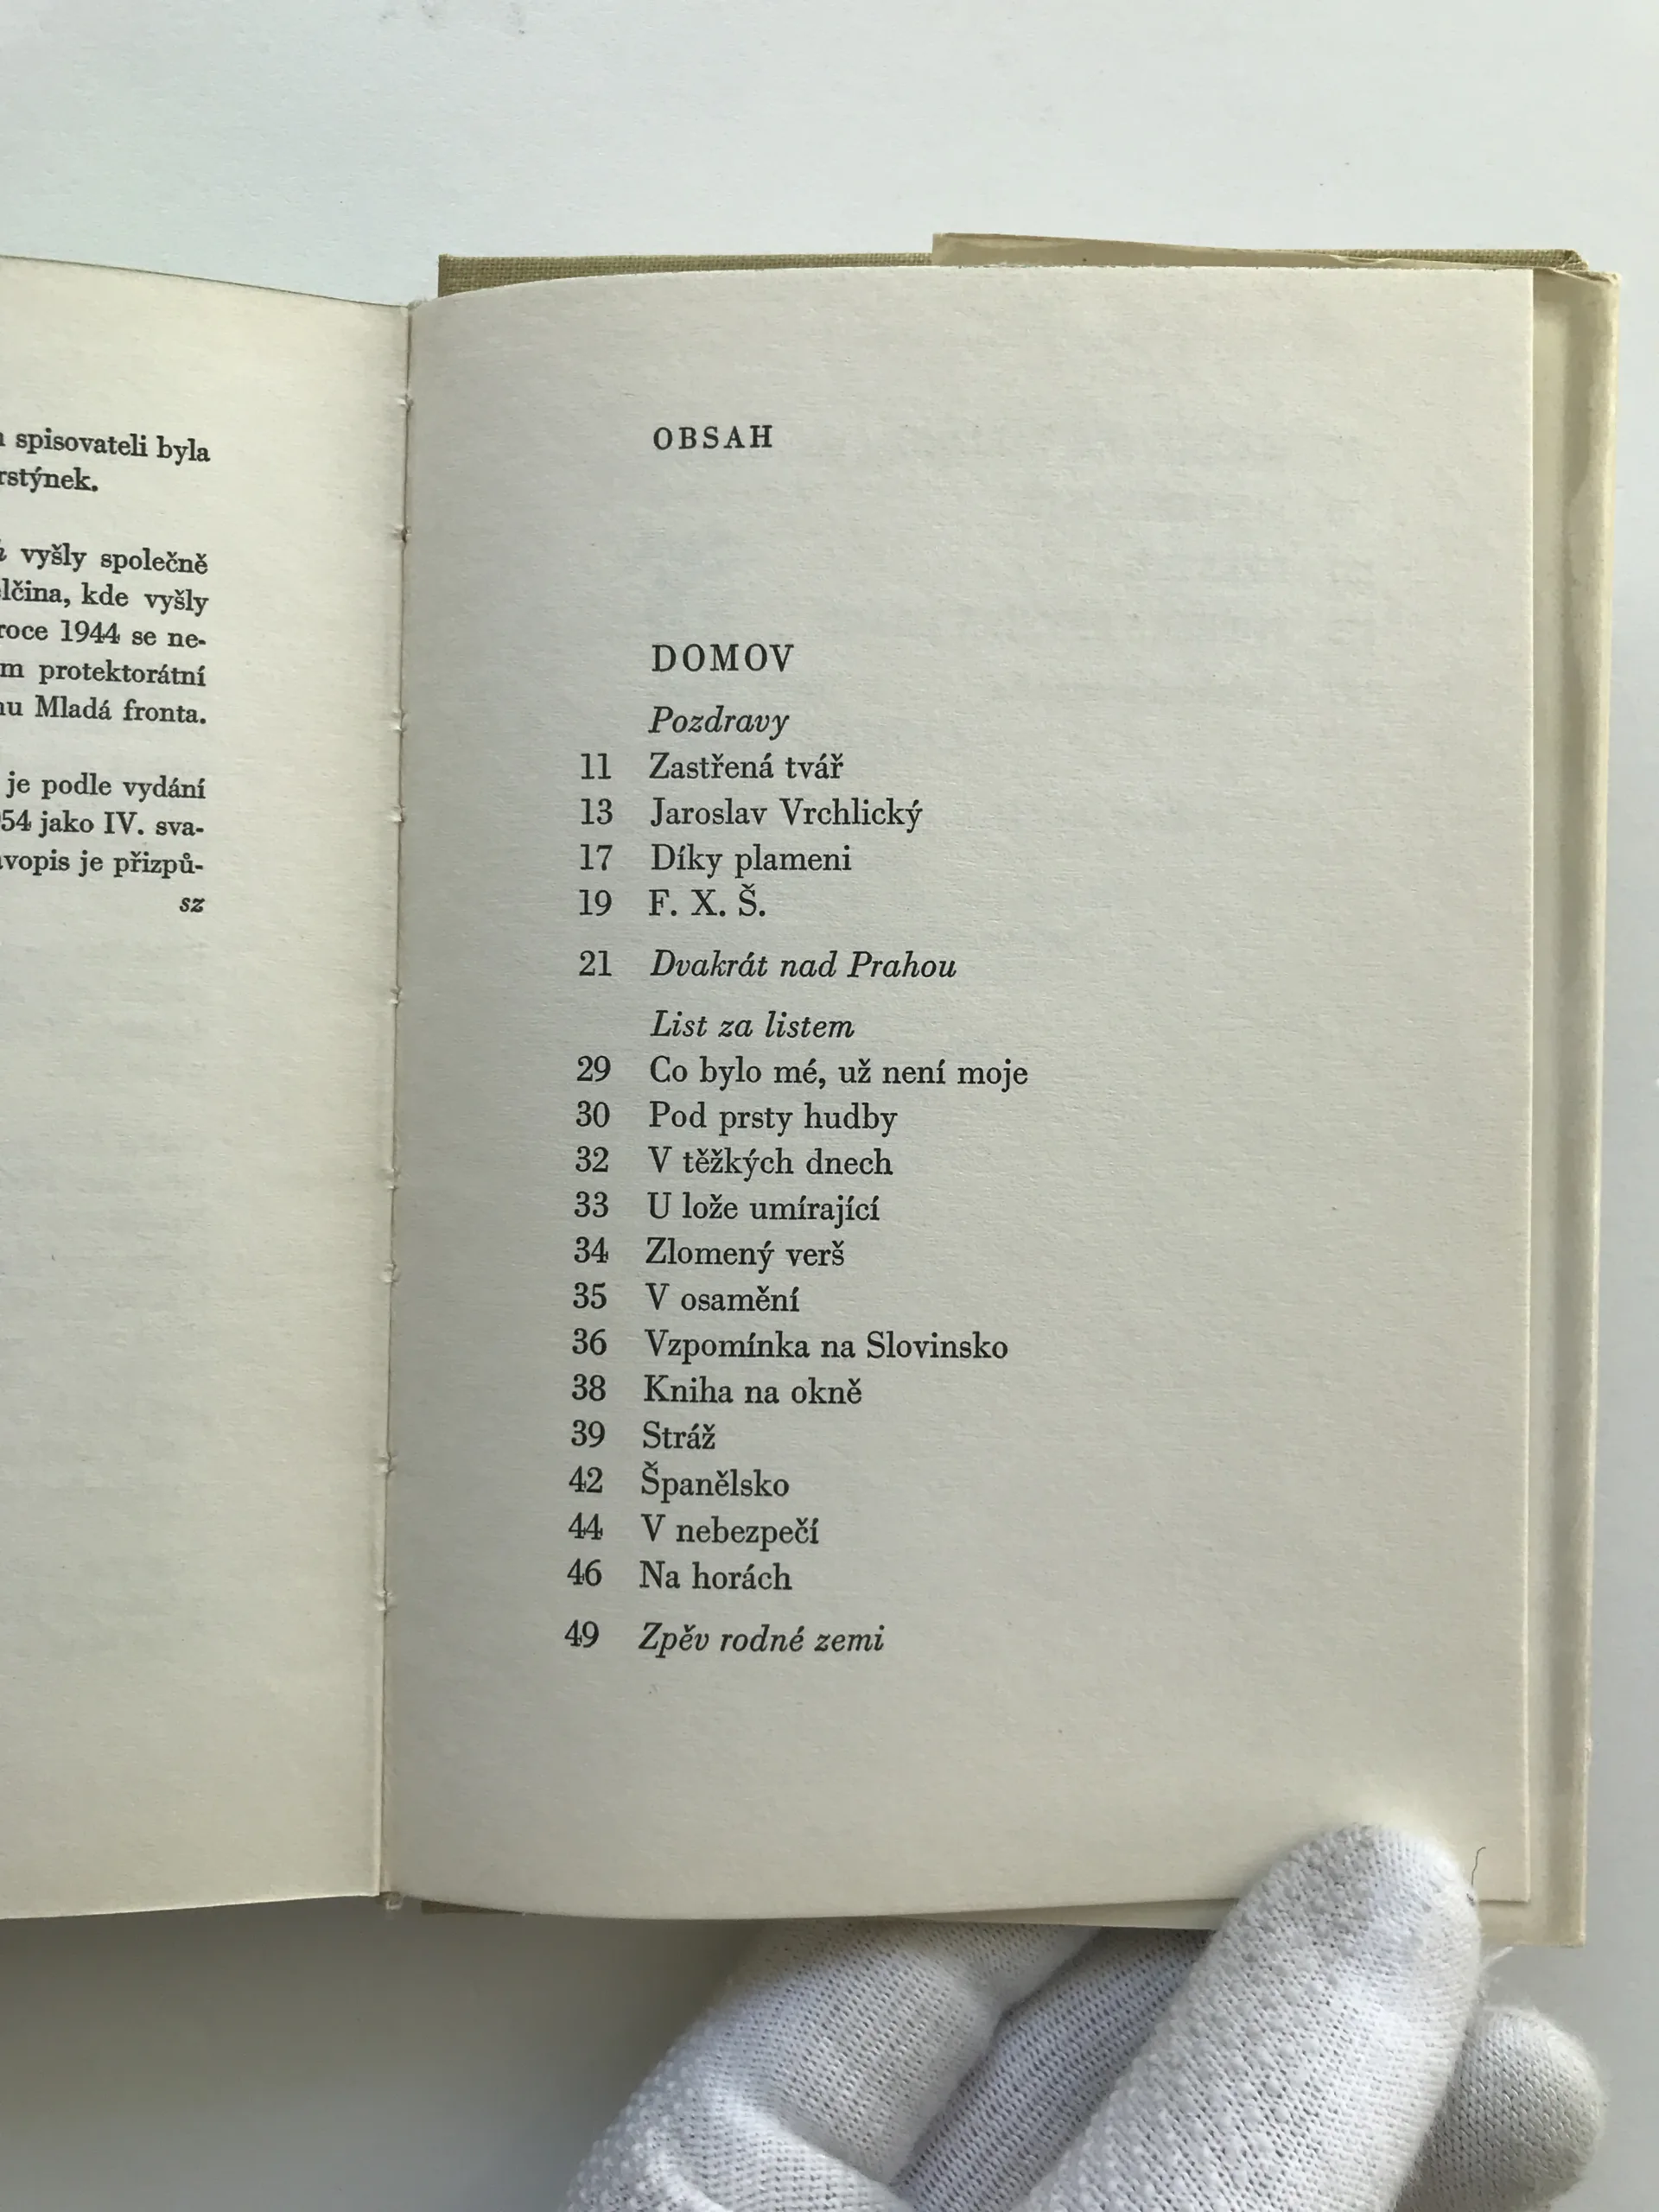 spisovateli byla
rstýnek.
vyšly společně
lčina, kde vyšly
roce 1944 se ne-
m protektorátní
nu Mladá fronta.
je podle vydání
54 jako IV. sva-
vopis je přizpů-
sz
OBSAH
DOMOV
Pozdravy
11 Zastřená tvář
13 Jaroslav Vrchlický
17 Díky plameni
19 F. X. Š.
21 Dvakrát nad Prahou
List za listem
29 Co bylo mé, už není moje
30 Pod prsty hudby
32 V těžkých dnech
33 U lože umírající
34 Zlomený verš
35 V osamění
36 Vzpomínka na Slovinsko
38 Kniha na okně
39 Stráž
42 Španělsko
44 V nebezpečí
46 Na horách
49 Zpěv rodné zemi